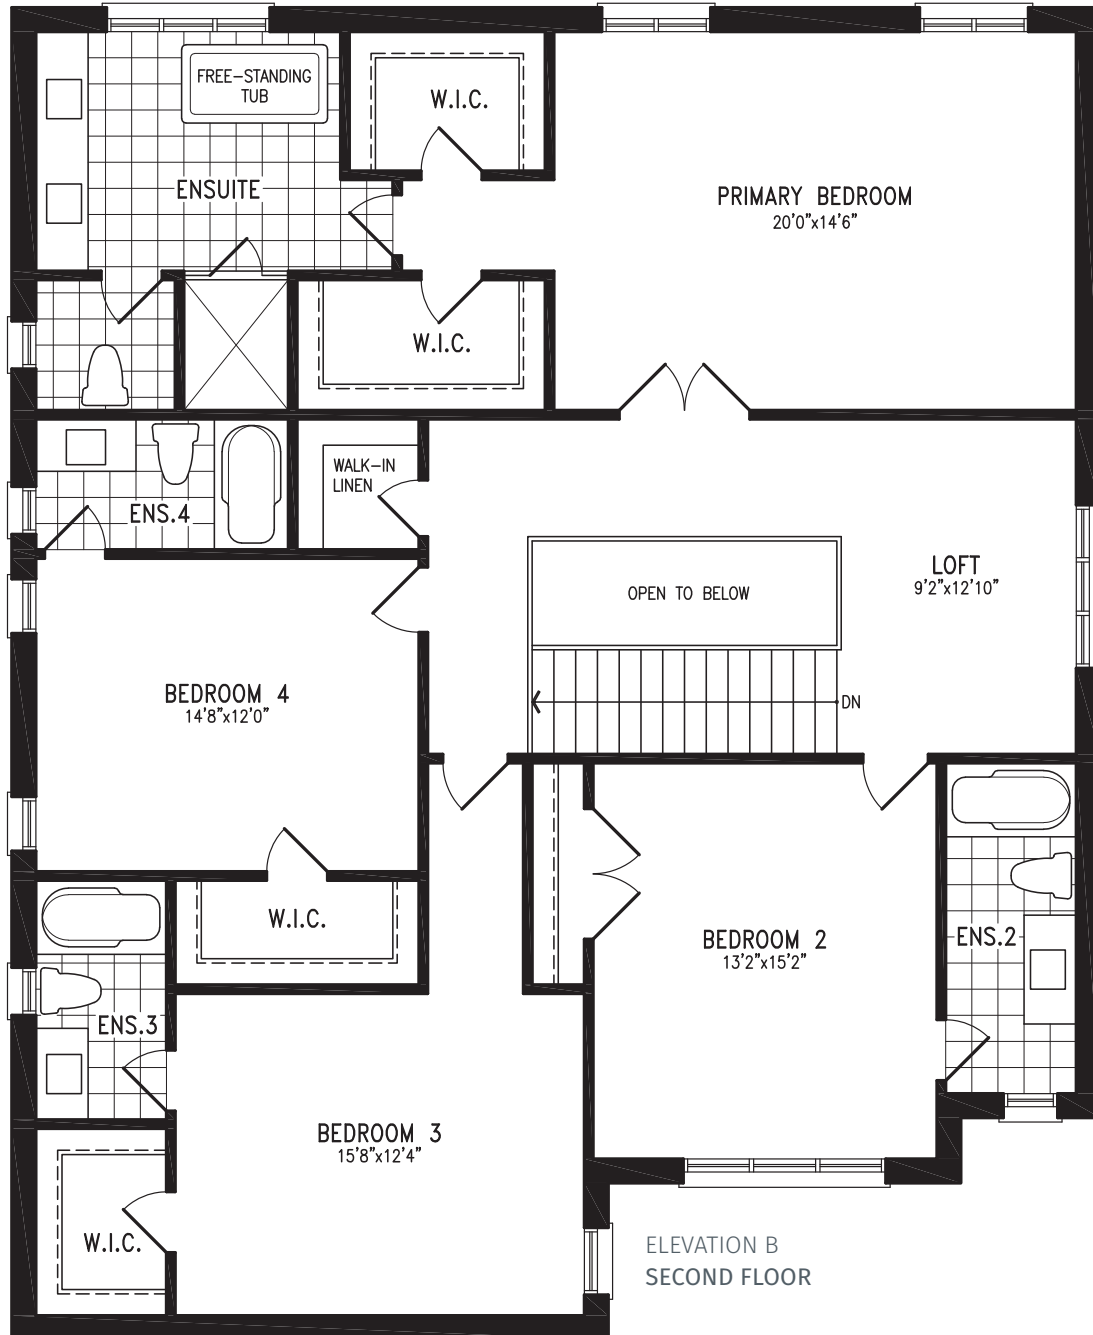 FREE-STANDING
TUB
W.I.C.
ENSUITE
PRIMARY BEDROOM
20'0"x14'6"
W.I.C.
WALK-IN
LINEN
ENS.4
LOFT
9'2"x12'10"
OPEN TO BELOW
BEDROOM 4
14'8"x12'0"
DN
W.I.C.
BEDROOM 2
13'2"x15'2"
ENS.2
ENS.3
BEDROOM 3
15'8"x12'4"
W.I.C.
ELEVATION B
SECOND FLOOR